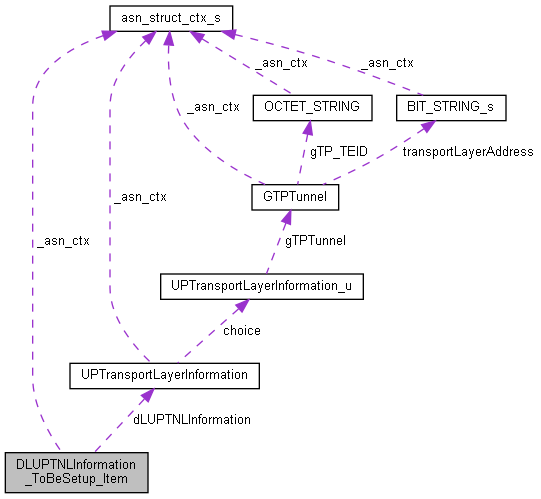 asn_struct_ctx_s
_asn_ctx
_asn_ctx
_asn_ctx
OCTET_STRING
BIT_STRING_s
gTP_TEID
transportLayerAddress
_asn_ctx
GTPTunnel
_asn_ctx
gTPTunnel
UPTransportLayerInformation_u
choice
UPTransportLayerInformation
dLUPTNLInformation
DLUPTNLInformation
_ToBeSetup_Item